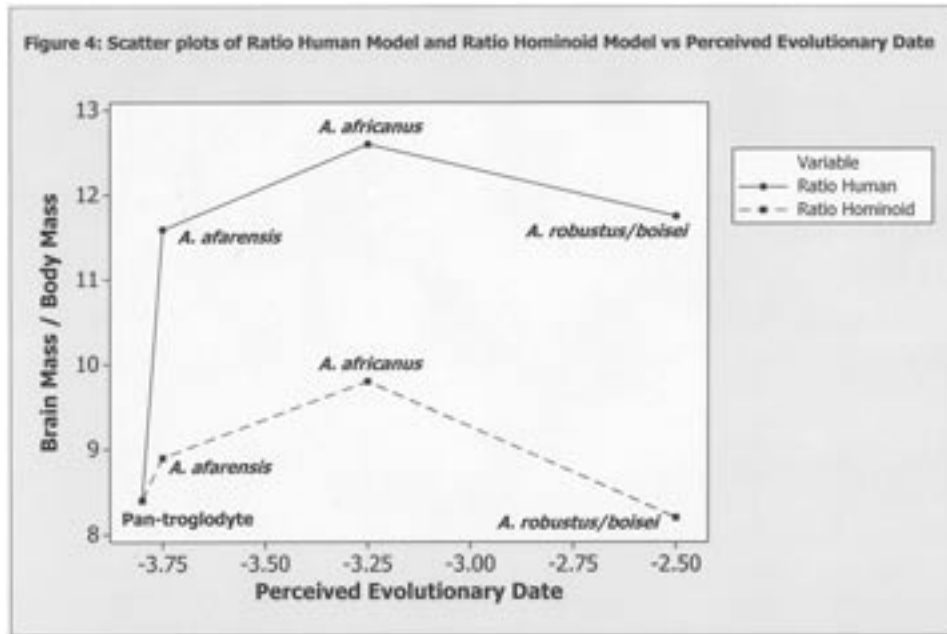 Figure 4: Scatter plots of Ratio Human Model and Ratio Hominoid Model vs Perceived Evolutionary Date
13
12
11
10
9
8
Brain Mass / Body Mass
A. africanus
A. afarensis
A. robustus/boisei
A. africanus
A. afarensis
Pan-troglodyte
A. robustus/boisei
-3.75
-3.50
-3.25
-3.00
-2.75
-2.50
Perceived Evolutionary Date
Variable
Ratio Human
Ratio Hominoid